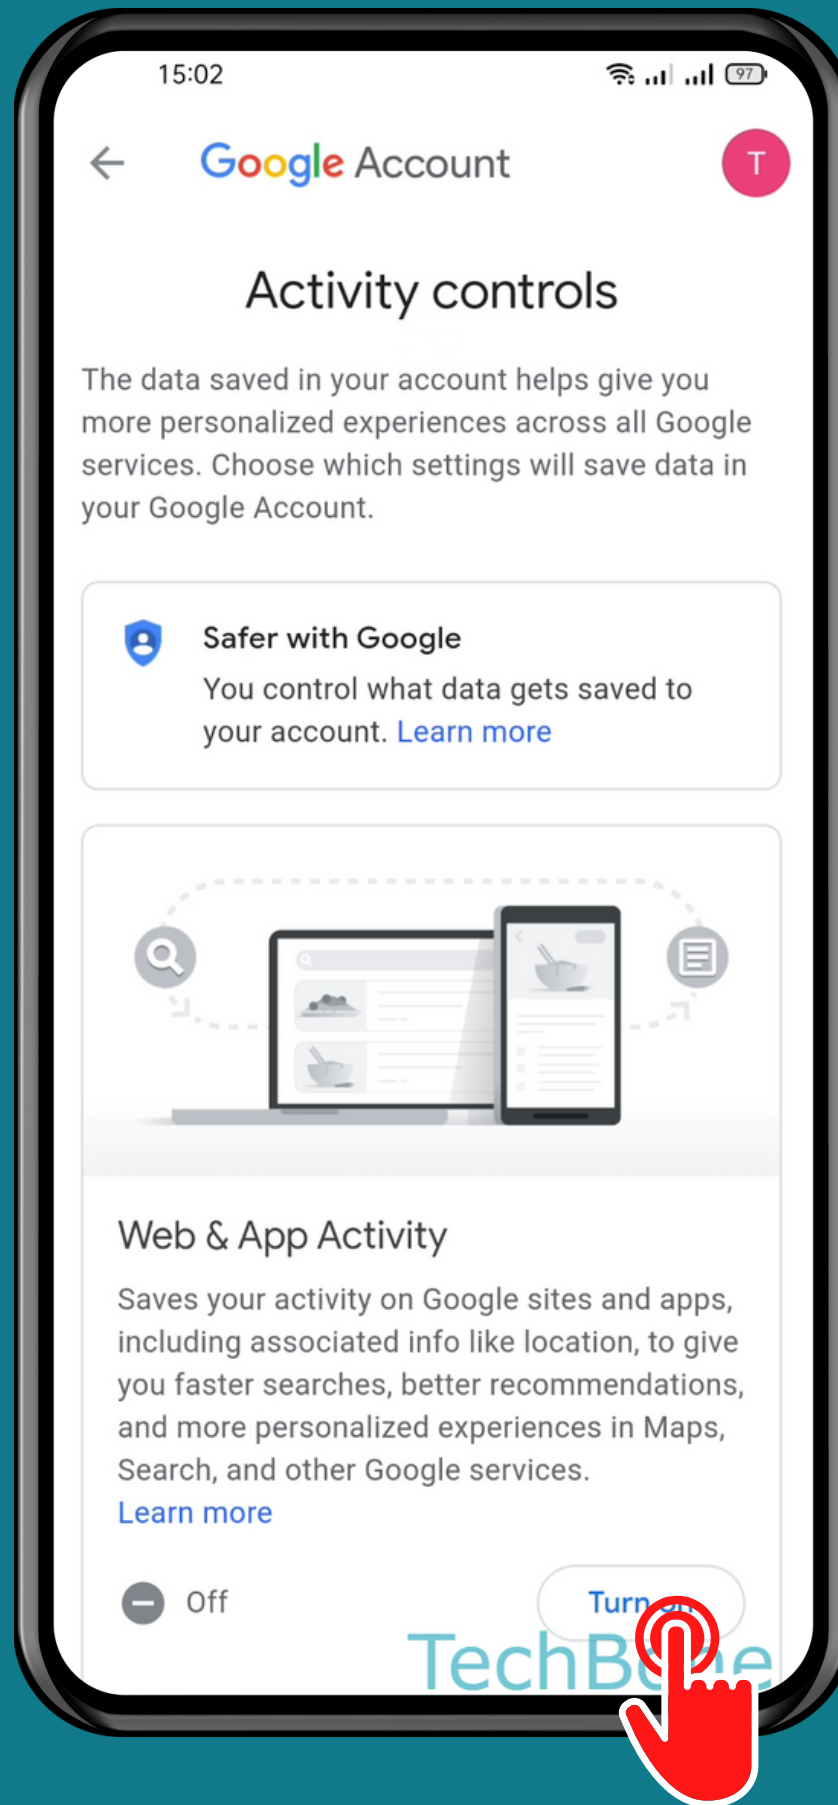 15:02
97
Google Account
T
Activity controls
The data saved in your account helps give you
more personalized experiences across all Google
services. Choose which settings will save data in
your Google Account.
Safer with Google
You control what data gets saved to
your account. Learn more
Web & App Activity
Saves your activity on Google sites and apps,
including associated info like location, to give
you faster searches, better recommendations,
and more personalized experiences in Maps,
Search, and other Google services.
Learn more
Off
Turn on
TechBone